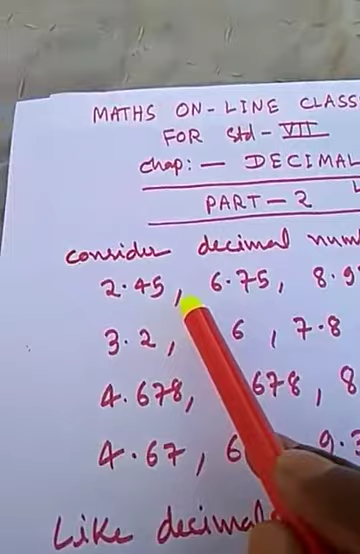 MATHS ON-LINE CLASS
FOR Std - VII
Chap: — DECIMAL
PART-2
consider decimal num
2.45, 6.75, 8.9
3.2, 6, 7.8
4.678, 678, 8
4.67, 6 9.3
Like decimal